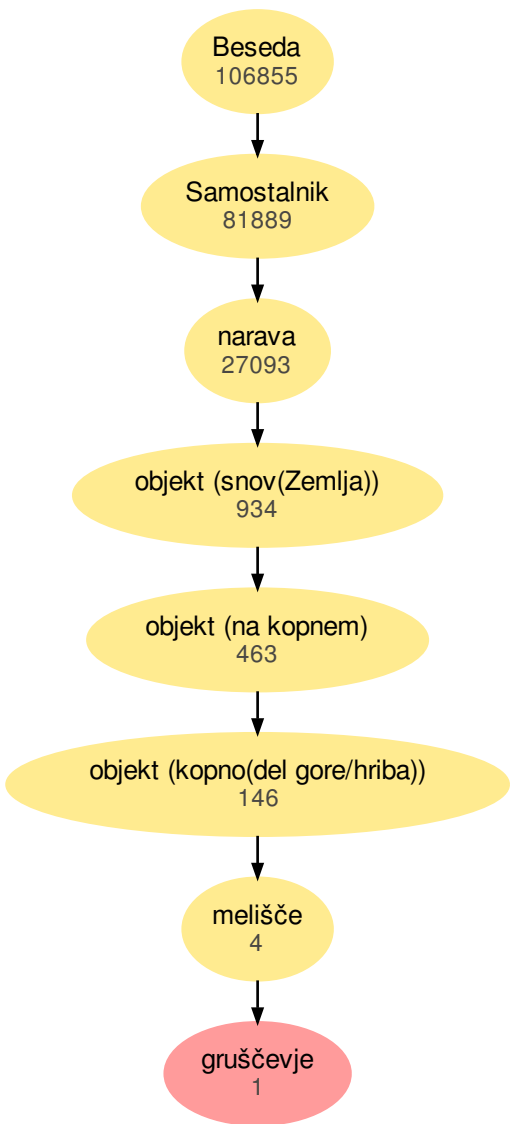 Beseda
106855
Samostalnik
81889
narava
27093
objekt (snov(Zemlja))
934
objekt (na kopnem)
463
objekt (kopno(del gore/hriba))
146
melišče
4
gruščevje
1